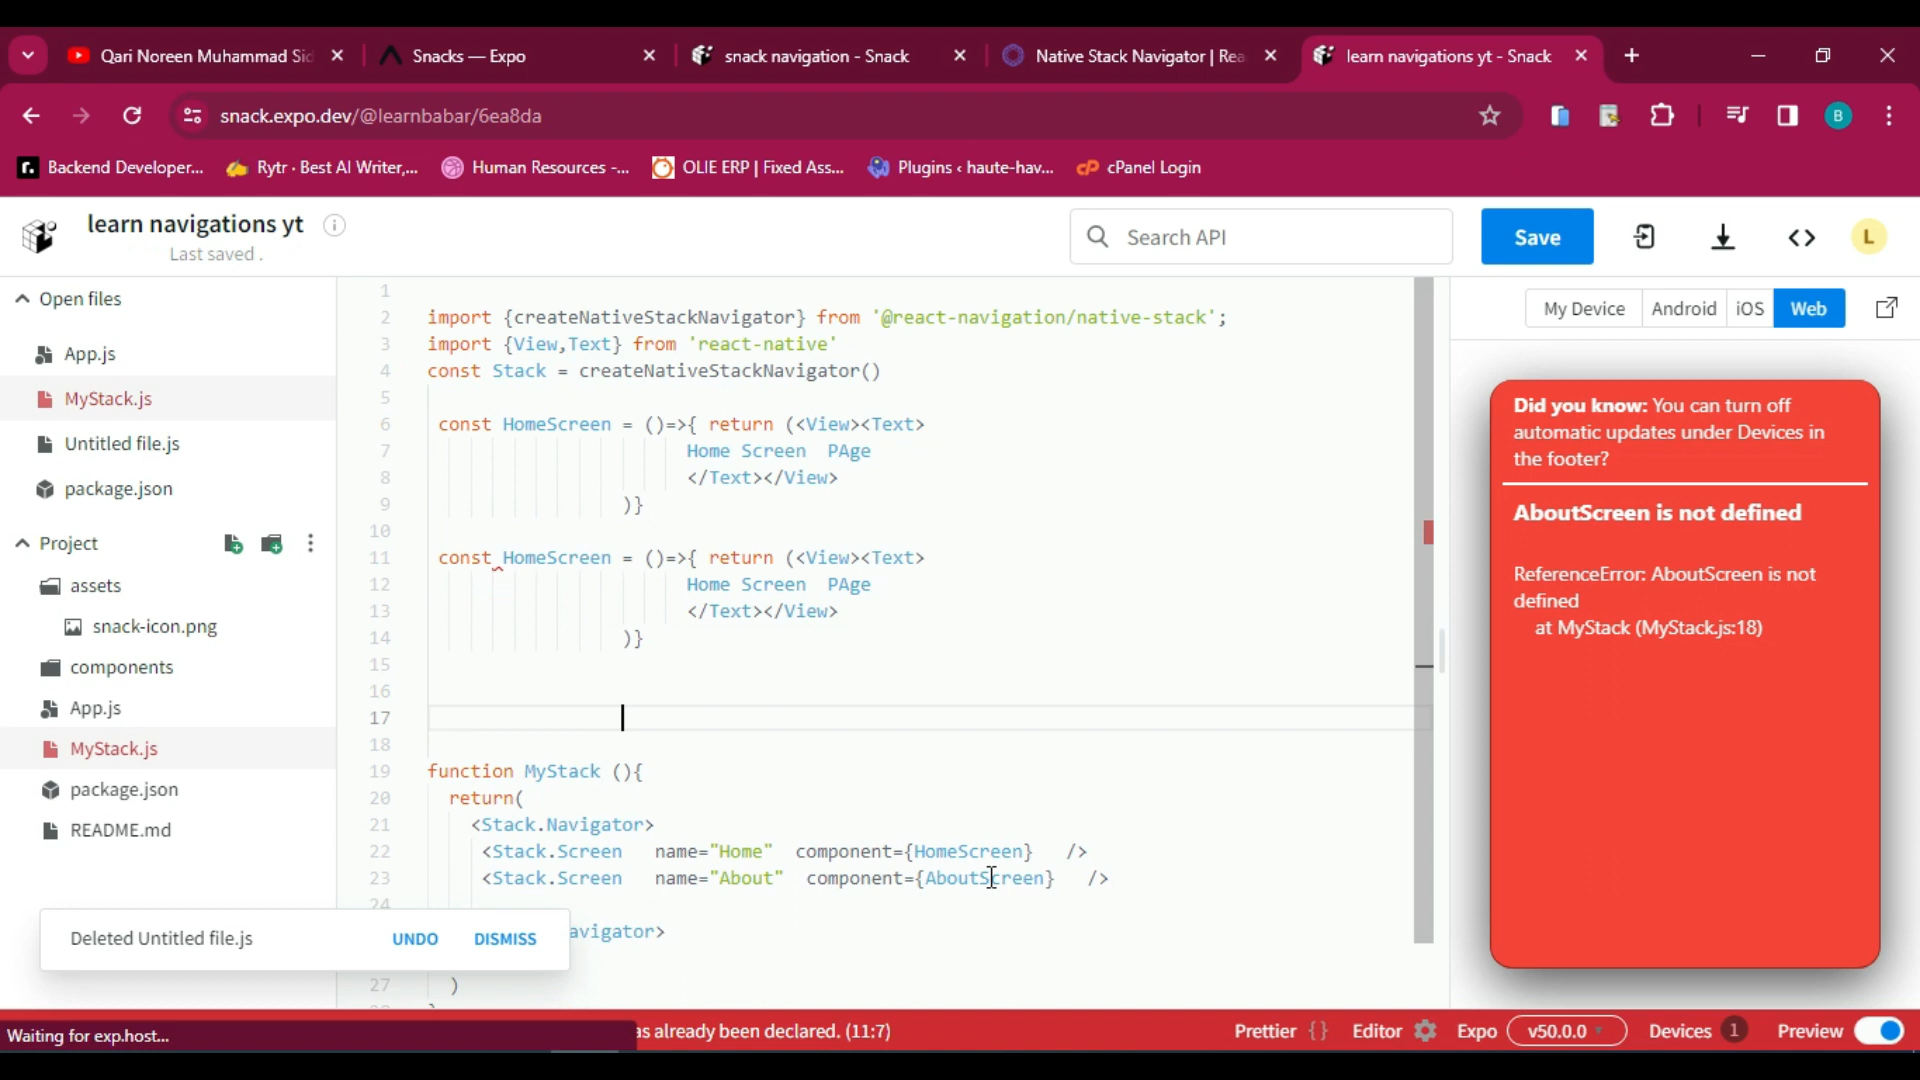 Qari Noreen Muhammad Sid
Snacks — Expo
snack navigation - Snack
Native Stack Navigator | Rea
learn navigations yt - Snack
snack.expo.dev/@learnbabar/6ea8da
B
Backend Developer...
Rytr · Best AI Writer,...
Human Resources -...
OLIE ERP | Fixed Ass...
Plugins ‹ haute-hav...
cPanel Login
learn navigations yt
Last saved .
Search API
Save
L
Open files
App.js
MyStack.js
Untitled file.js
package.json
Project
assets
snack-icon.png
components
App.js
MyStack.js
package.json
README.md
1
2 import {createNativeStackNavigator} from '@react-navigation/native-stack';
3 import {View,Text} from 'react-native'
4 const Stack = createNativeStackNavigator()
5
6 const HomeScreen = ()=>{ return (<View><Text>
7 Home Screen PAge
8 </Text></View>
9 )}
10
11 const HomeScreen = ()=>{ return (<View><Text>
12 Home Screen PAge
13 </Text></View>
14 )}
15
16
17
18
19 function MyStack (){
20 return(
21 <Stack.Navigator>
22 <Stack.Screen name="Home" component={HomeScreen} />
23 <Stack.Screen name="About" component={AboutScreen} />
24
avigator>
27 )
Deleted Untitled file.js
UNDO
DISMISS
My Device
Android
iOS
Web
Did you know: You can turn off
automatic updates under Devices in
the footer?
AboutScreen is not defined
ReferenceError: AboutScreen is not
defined
at MyStack (MyStack.js:18)
Waiting for exp.host...
as already been declared. (11:7)
Prettier { }
Editor
Expo
v50.0.0
Devices 1
Preview